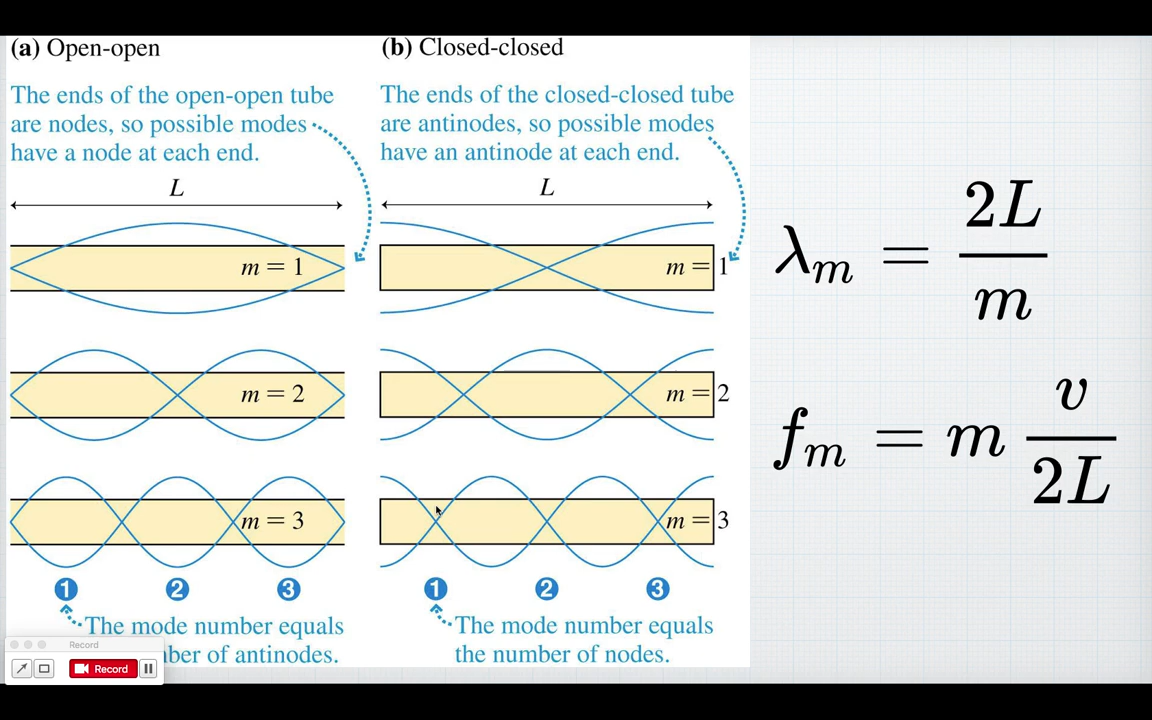 (a) Open-open
The ends of the open-open tube
are nodes, so possible modes
have a node at each end.
L
m = 1
m = 2
m = 3
1 2 3
The mode number equals
ber of antinodes.
(b) Closed-closed
The ends of the closed-closed tube
are antinodes, so possible modes
have an antinode at each end.
L
m = 1
m = 2
m = 3
1 2 3
The mode number equals
the number of nodes.
λm = 2L/m
fm = m v/2L
Record
Record